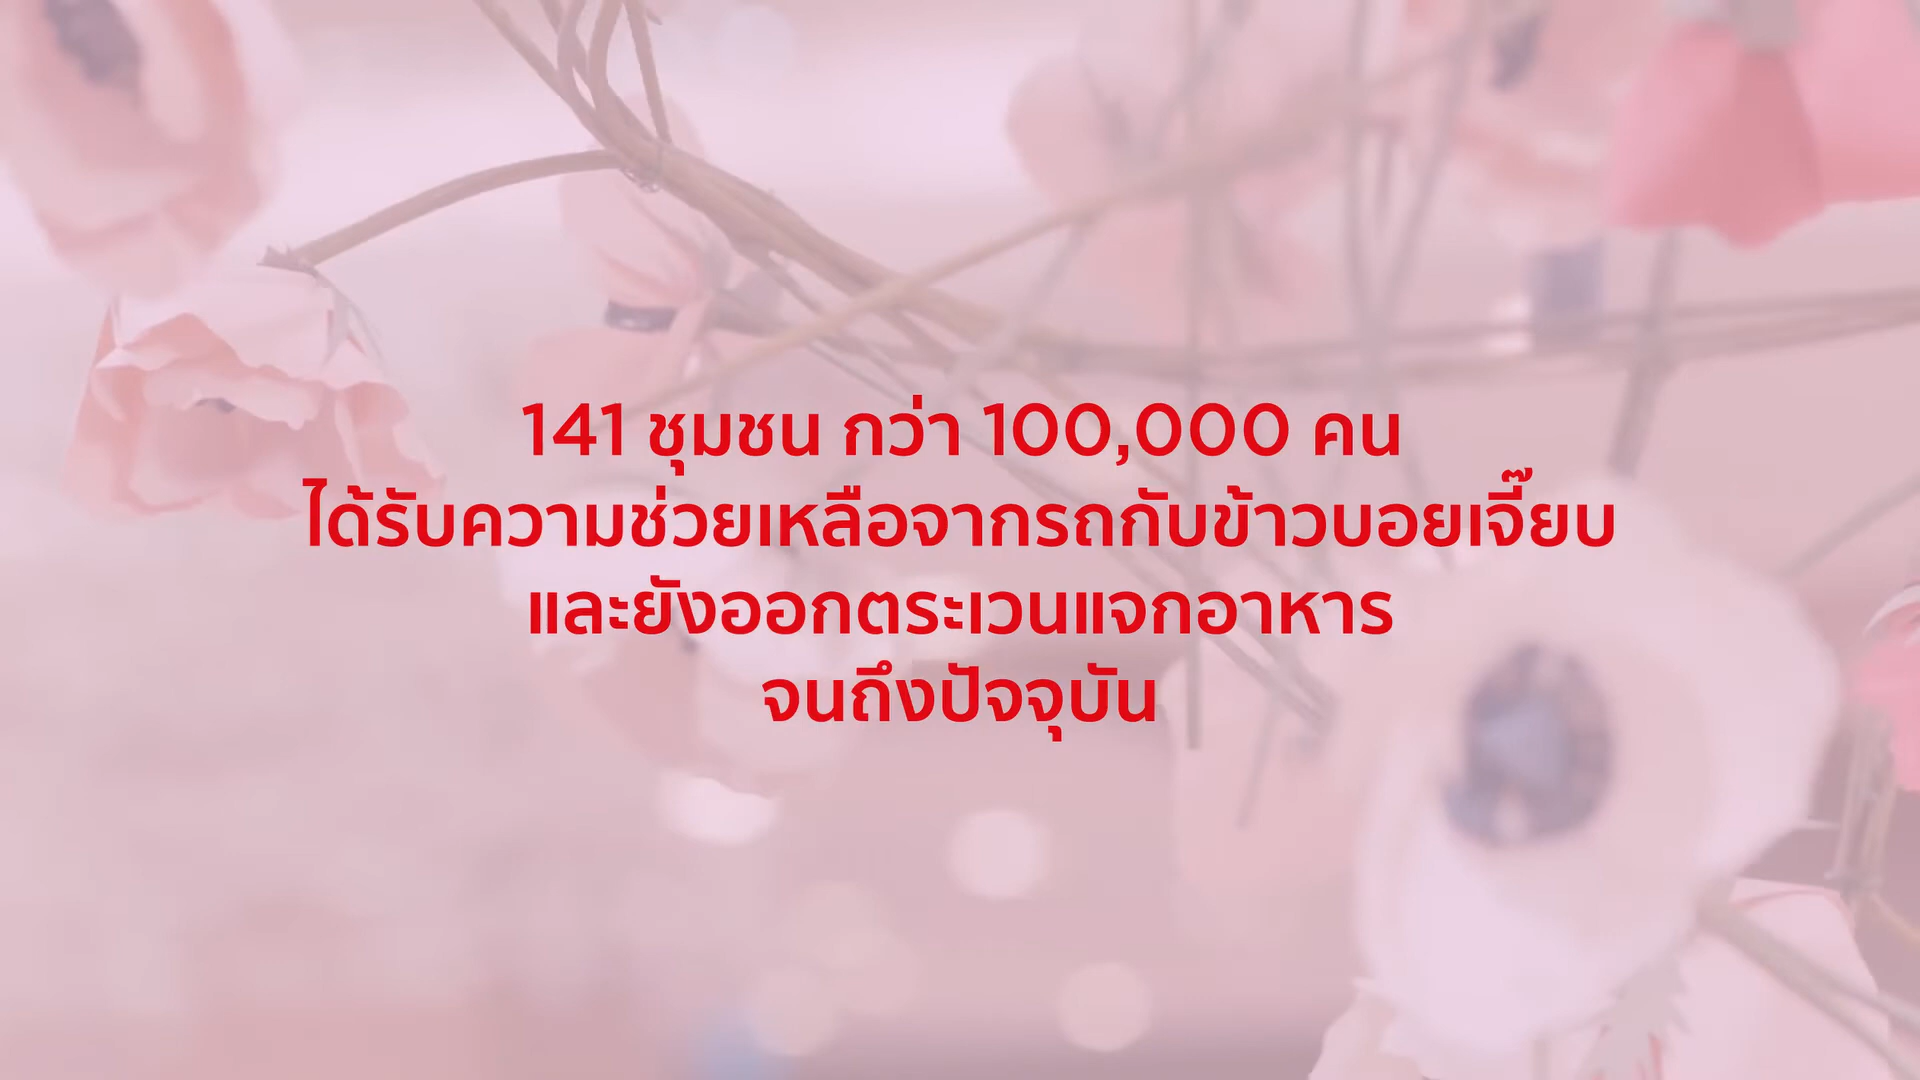 141 ชุมชน กว่า 100,000 คน
ได้รับความช่วยเหลือจากรถกับข้าวบอยเจี๊ยบ
และยังออกตระเวนแจกอาหาร
จนถึงปัจจุบัน